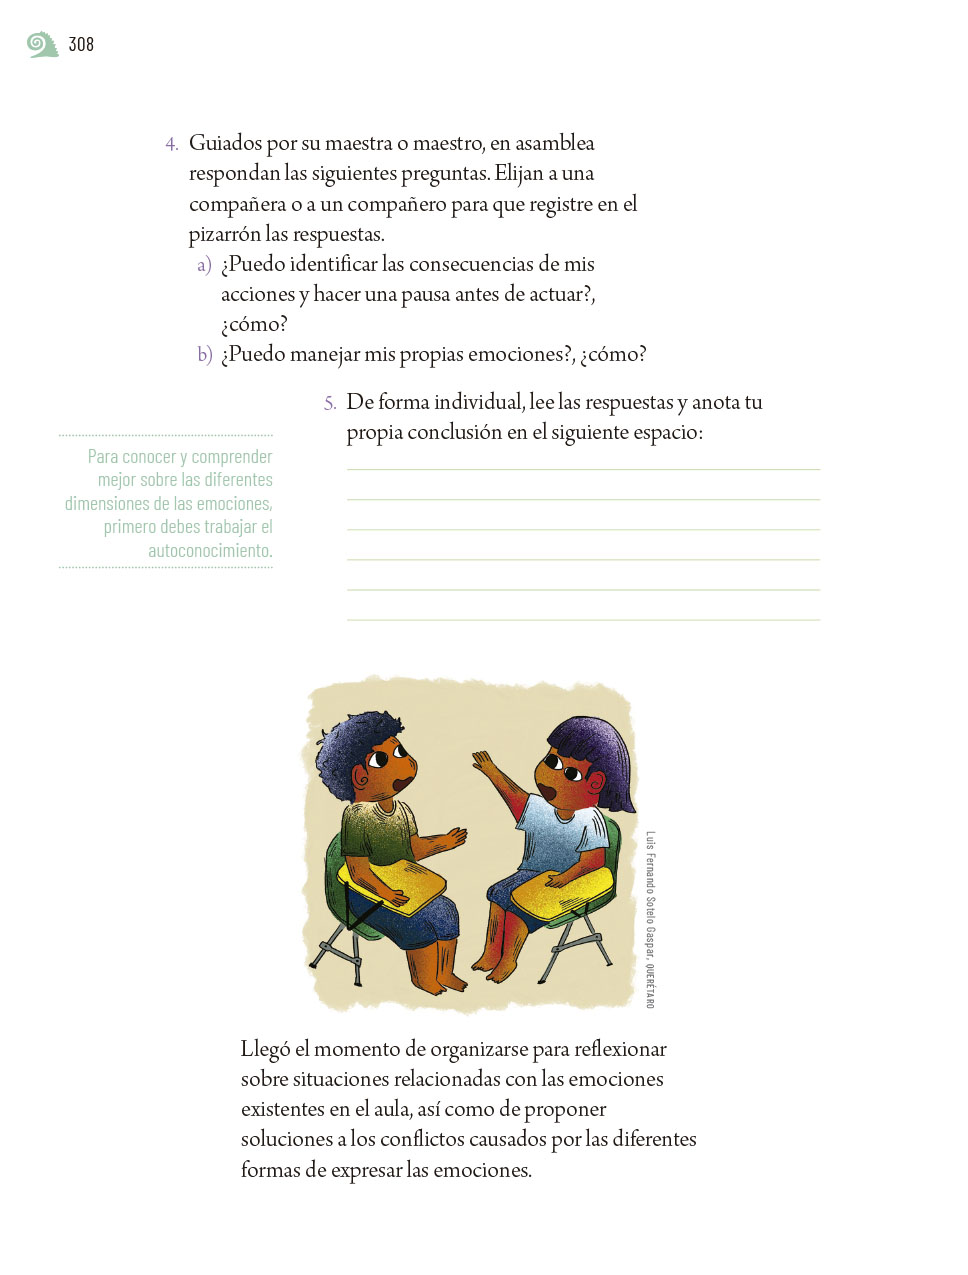 308
4. Guiados por su maestra o maestro, en asamblea
respondan las siguientes preguntas. Elijan a una
compañera o a un compañero para que registre en el
pizarrón las respuestas.
a) ¿Puedo identificar las consecuencias de mis
acciones y hacer una pausa antes de actuar?,
¿cómo?
b) ¿Puedo manejar mis propias emociones?, ¿cómo?
5. De forma individual, lee las respuestas y anota tu
propia conclusión en el siguiente espacio:
Para conocer y comprender
mejor sobre las diferentes
dimensiones de las emociones,
primero debes trabajar el
autoconocimiento.
Luis Fernando Sotelo Gaspar, QUERÉTARO
Llegó el momento de organizarse para reflexionar
sobre situaciones relacionadas con las emociones
existentes en el aula, así como de proponer
soluciones a los conflictos causados por las diferentes
formas de expresar las emociones.